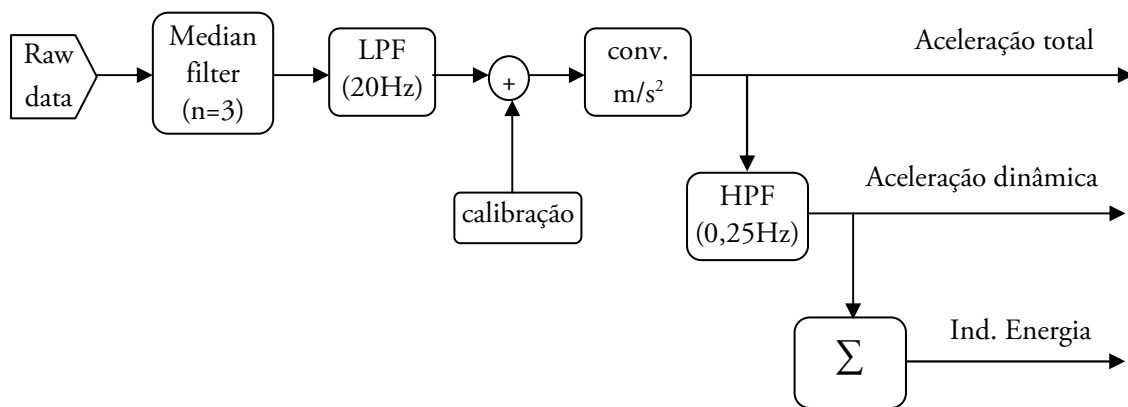 Raw
data
Median
filter
(n=3)
LPF
(20Hz)
+
conv.
m/s²
Aceleração total
calibração
HPF
(0,25Hz)
Aceleração dinâmica
Σ
Ind. Energia